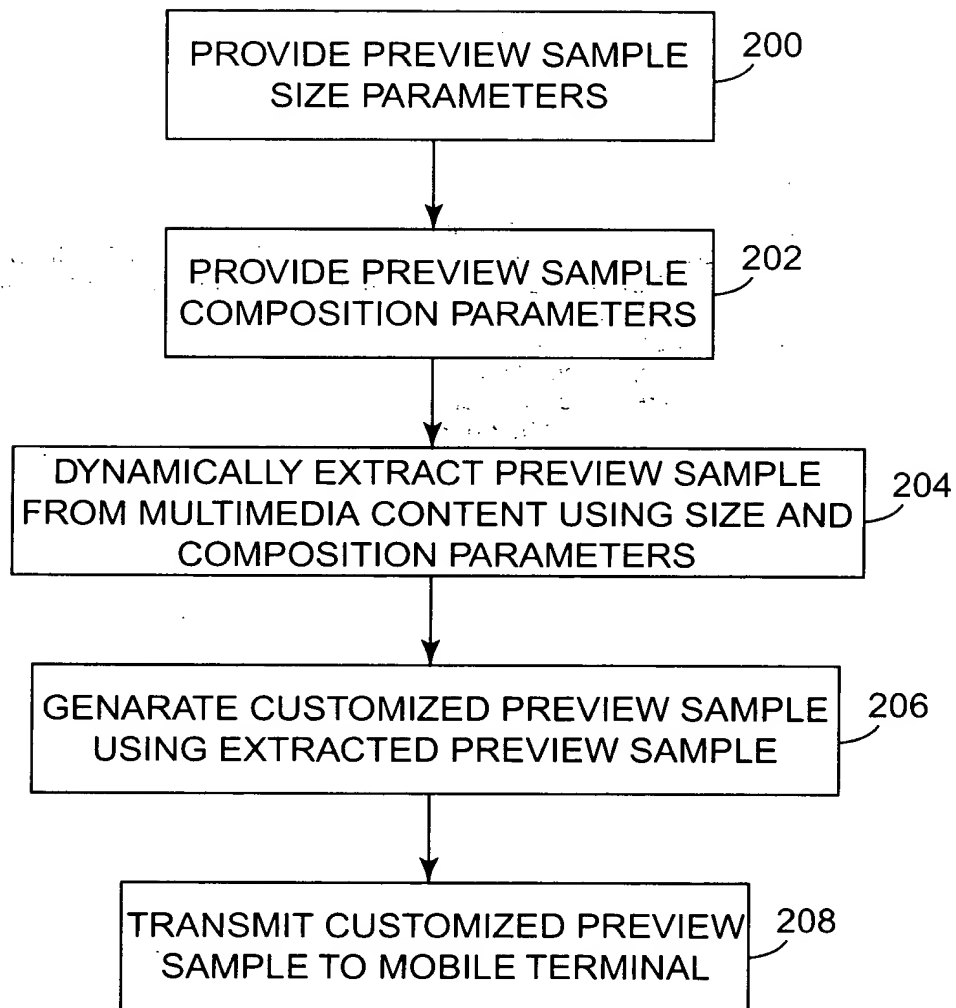 PROVIDE PREVIEW SAMPLE
SIZE PARAMETERS
200
PROVIDE PREVIEW SAMPLE
COMPOSITION PARAMETERS
202
DYNAMICALLY EXTRACT PREVIEW SAMPLE
FROM MULTIMEDIA CONTENT USING SIZE AND
COMPOSITION PARAMETERS
204
GENARATE CUSTOMIZED PREVIEW SAMPLE
USING EXTRACTED PREVIEW SAMPLE
206
TRANSMIT CUSTOMIZED PREVIEW
SAMPLE TO MOBILE TERMINAL
208